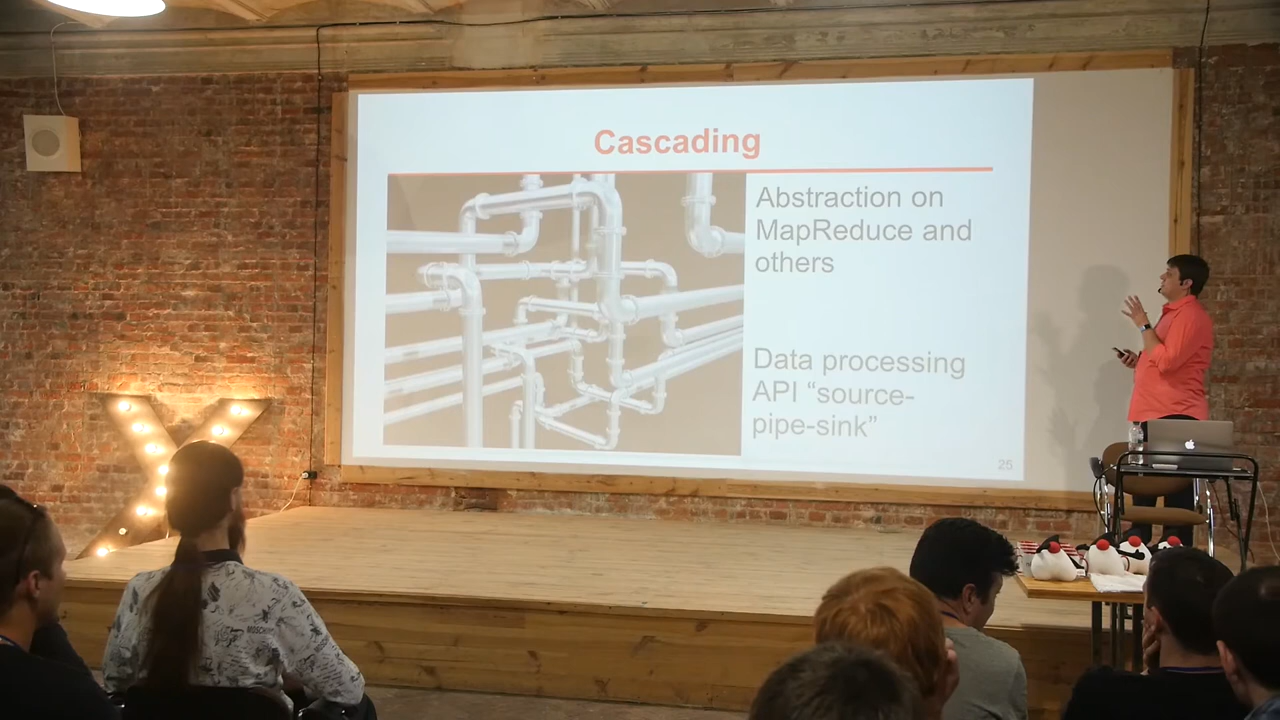 Cascading
Abstraction on
MapReduce and
others
Data processing
API “source-
pipe-sink”
25